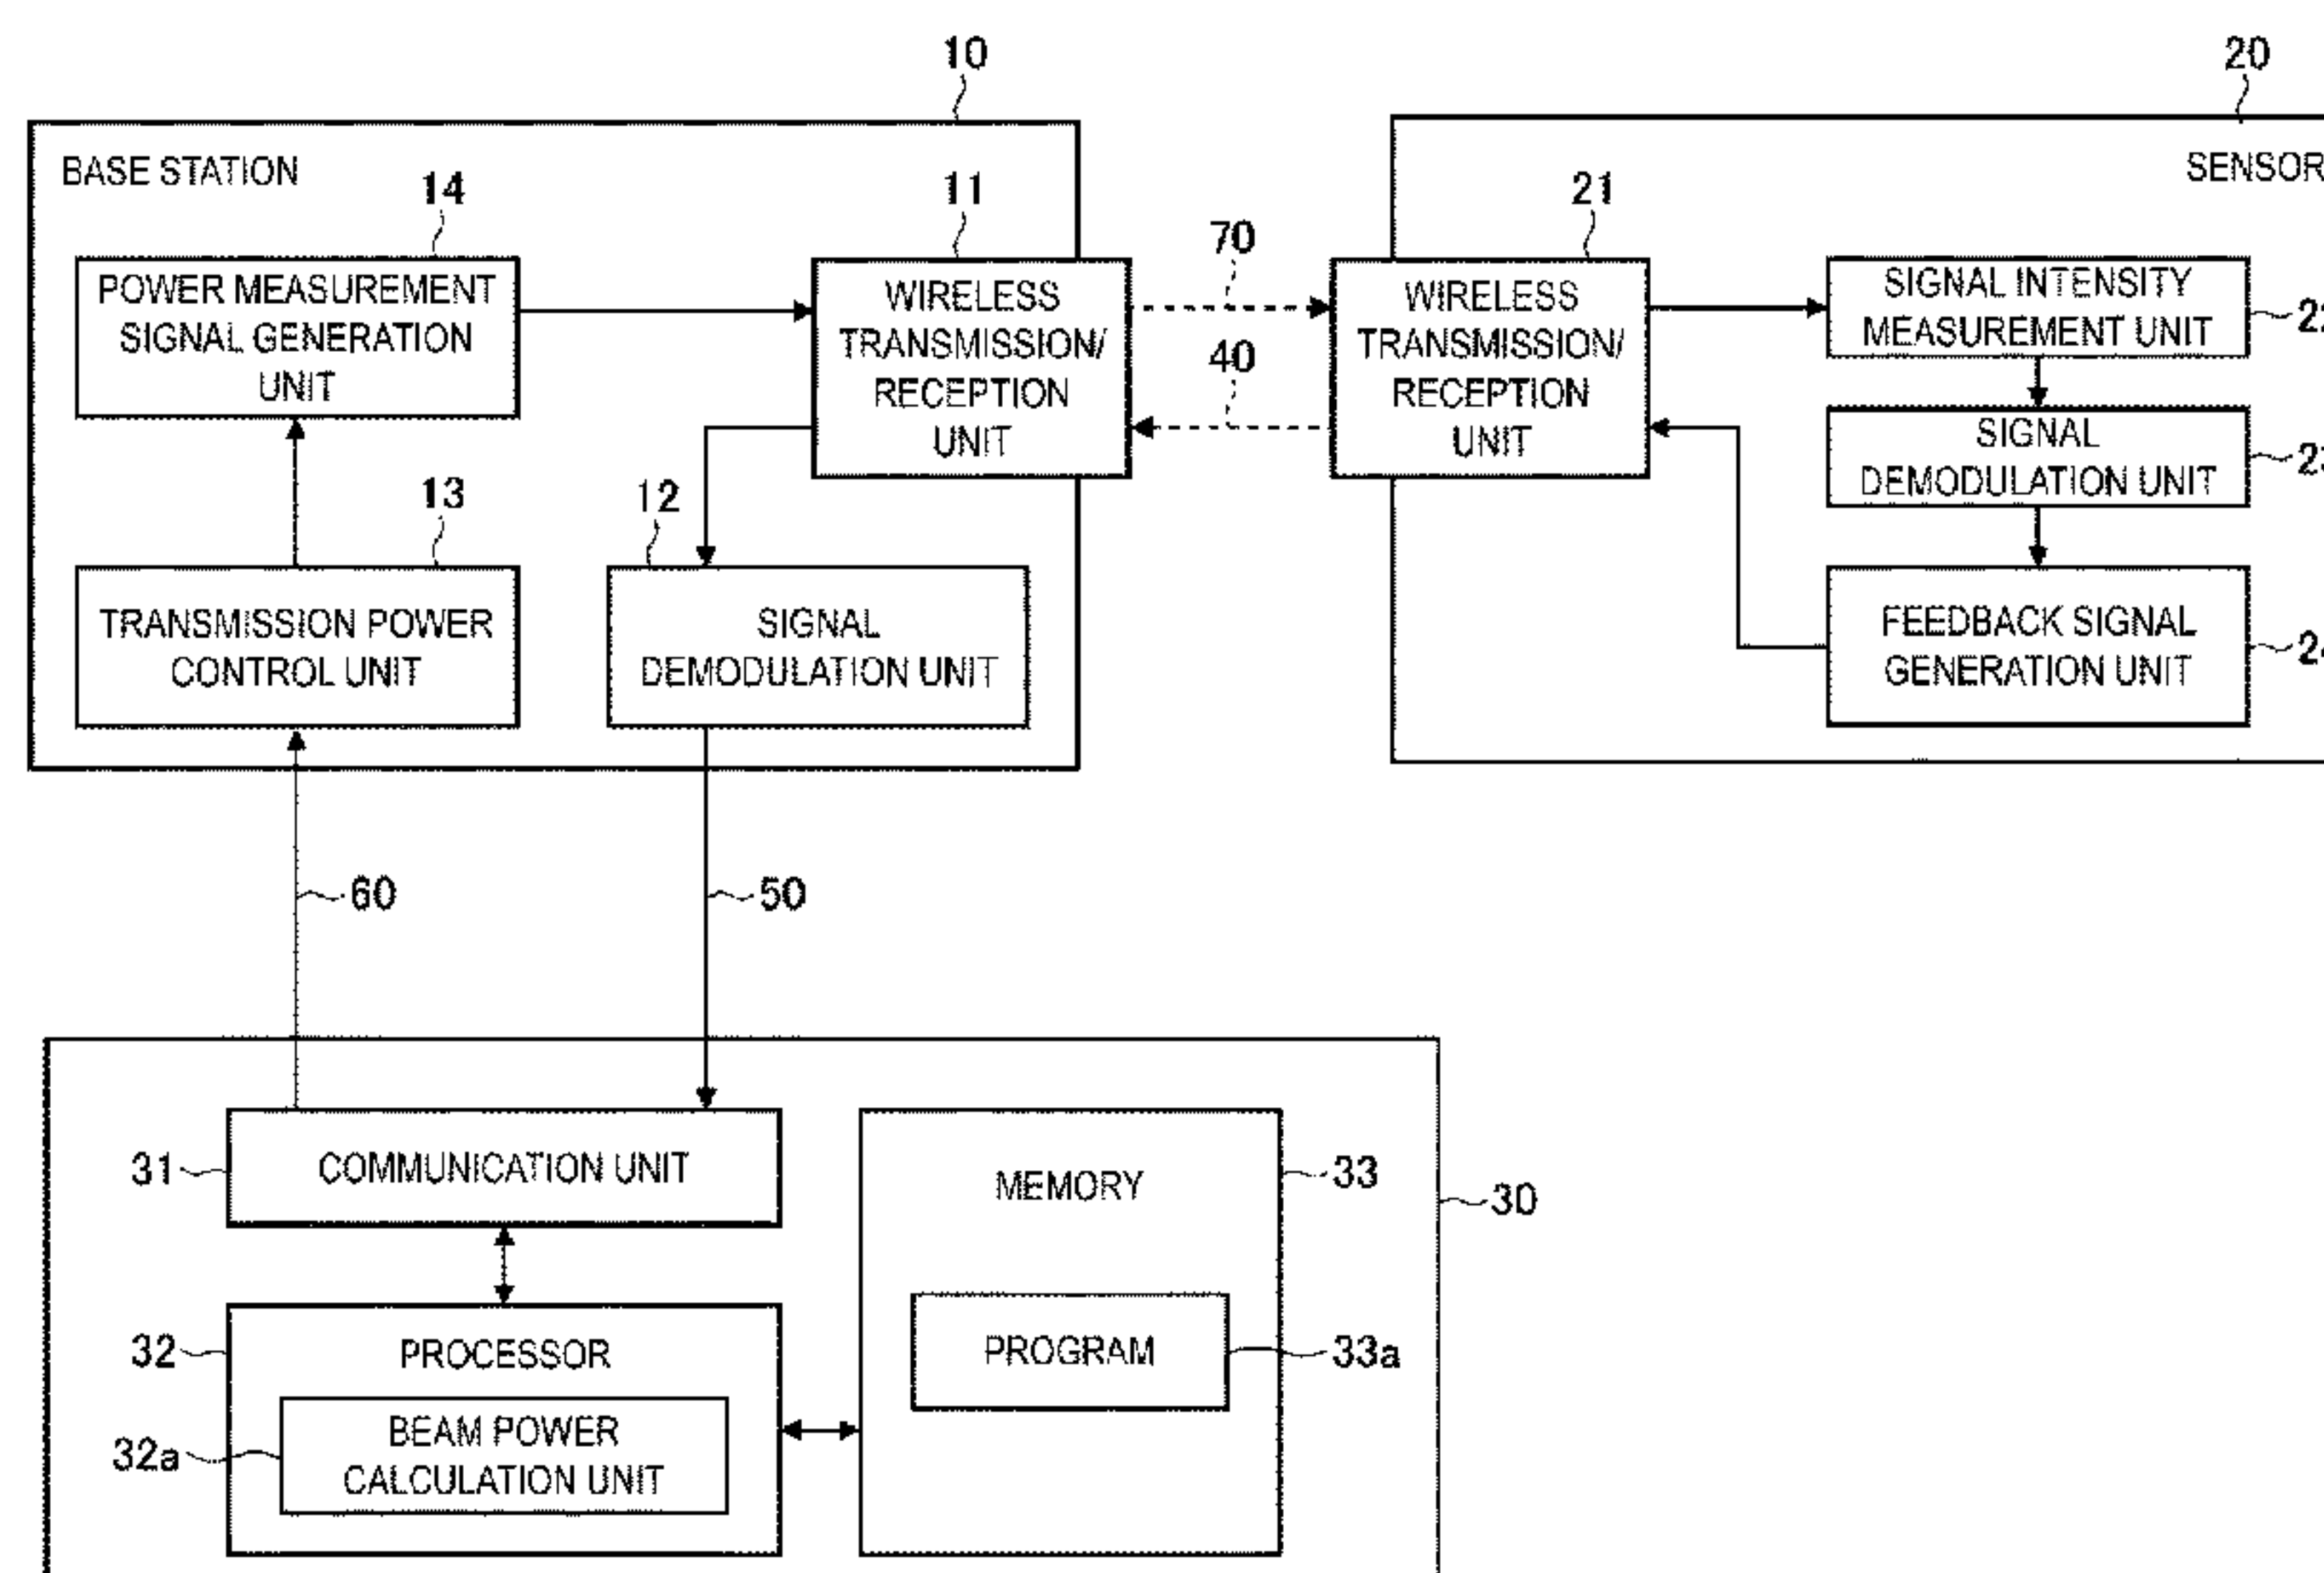 10
20
BASE STATION
SENSOR
14
11
21
70
POWER MEASUREMENT
SIGNAL GENERATION
UNIT
WIRELESS
TRANSMISSION/
RECEPTION
UNIT
40
WIRELESS
TRANSMISSION/
RECEPTION
UNIT
SIGNAL INTENSITY
MEASUREMENT UNIT
SIGNAL
DEMODULATION UNIT
13
12
TRANSMISSION POWER
CONTROL UNIT
SIGNAL
DEMODULATION UNIT
FEEDBACK SIGNAL
GENERATION UNIT
60
50
31
COMMUNICATION UNIT
MEMORY
33
30
32
PROCESSOR
PROGRAM
33a
32a
BEAM POWER
CALCULATION UNIT